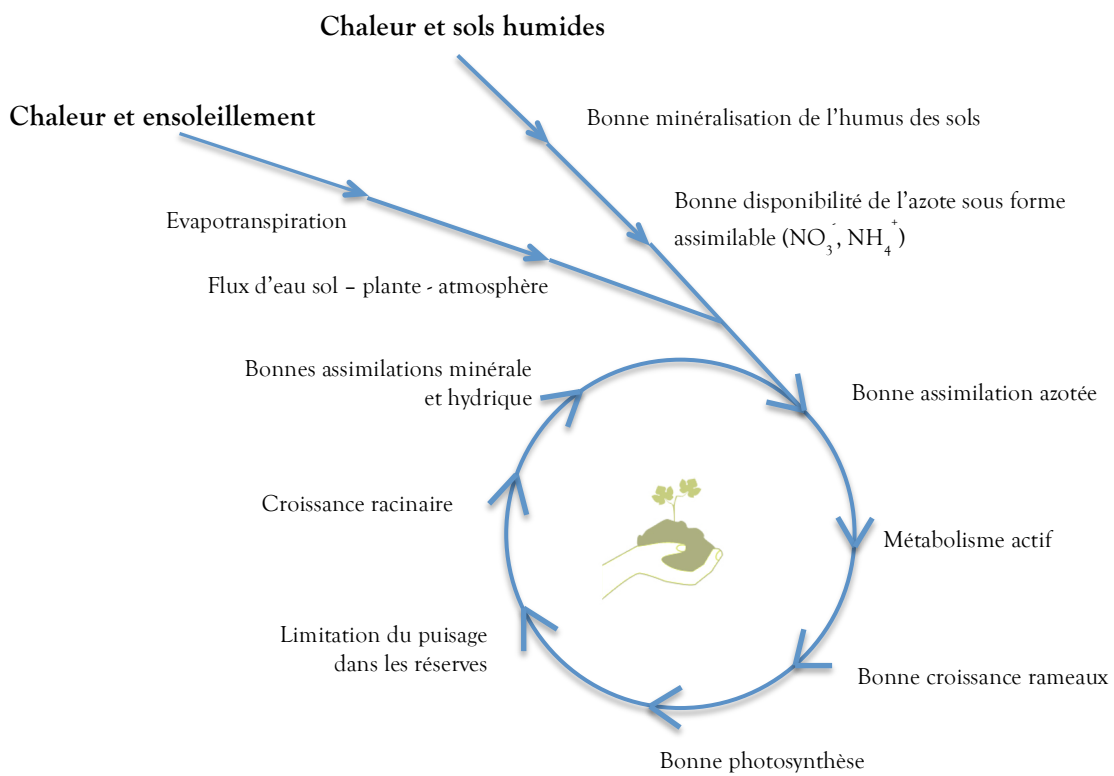 Chaleur et sols humides
Chaleur et ensoleillement
Bonne minéralisation de l'humus des sols
Evapotranspiration
Bonne disponibilité de l'azote sous forme
assimilable (NO₃⁻, NH₄⁺)
Flux d'eau sol – plante - atmosphère
Bonnes assimilations minérale
et hydrique
Bonne assimilation azotée
Croissance racinaire
Métabolisme actif
Limitation du puisage
dans les réserves
Bonne croissance rameaux
Bonne photosynthèse